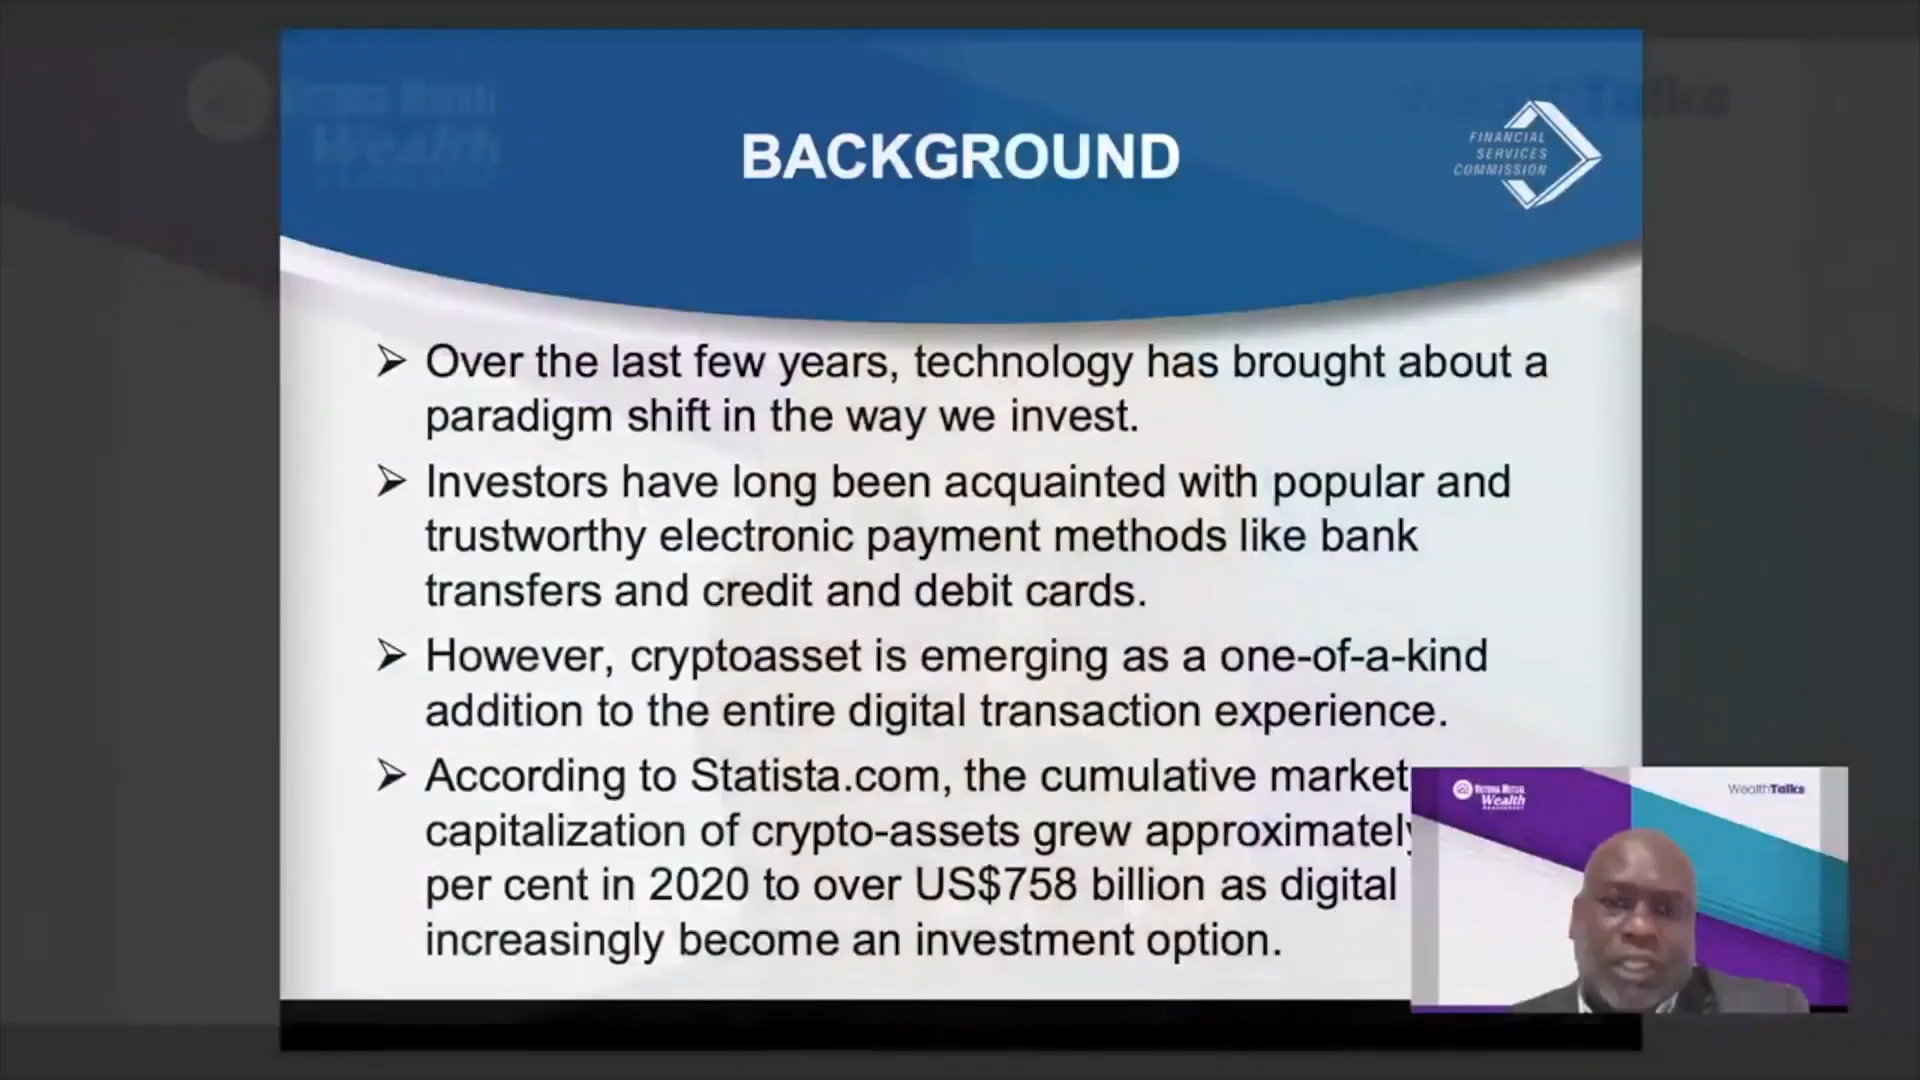 BACKGROUND
FINANCIAL
SERVICES
COMMISSION
Over the last few years, technology has brought about a
paradigm shift in the way we invest.
Investors have long been acquainted with popular and
trustworthy electronic payment methods like bank
transfers and credit and debit cards.
However, cryptoasset is emerging as a one-of-a-kind
addition to the entire digital transaction experience.
According to Statista.com, the cumulative market
capitalization of crypto-assets grew approximately
per cent in 2020 to over US$758 billion as digital
increasingly become an investment option.
VICTORIA MUTUAL
Wealth
MANAGEMENT
WealthTalks
Wealth
WealthTalks